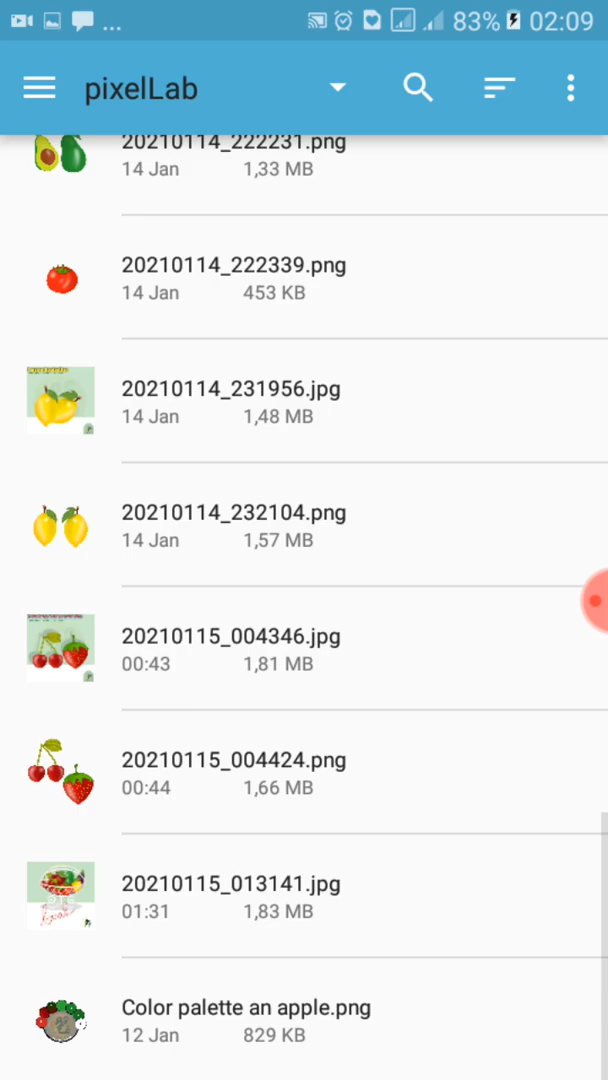 ... 83% 02:09
pixelLab
20210114_222231.png
14 Jan 1,33 MB
20210114_222339.png
14 Jan 453 KB
20210114_231956.jpg
14 Jan 1,48 MB
20210114_232104.png
14 Jan 1,57 MB
20210115_004346.jpg
00:43 1,81 MB
20210115_004424.png
00:44 1,66 MB
20210115_013141.jpg
01:31 1,83 MB
Color palette an apple.png
12 Jan 829 KB